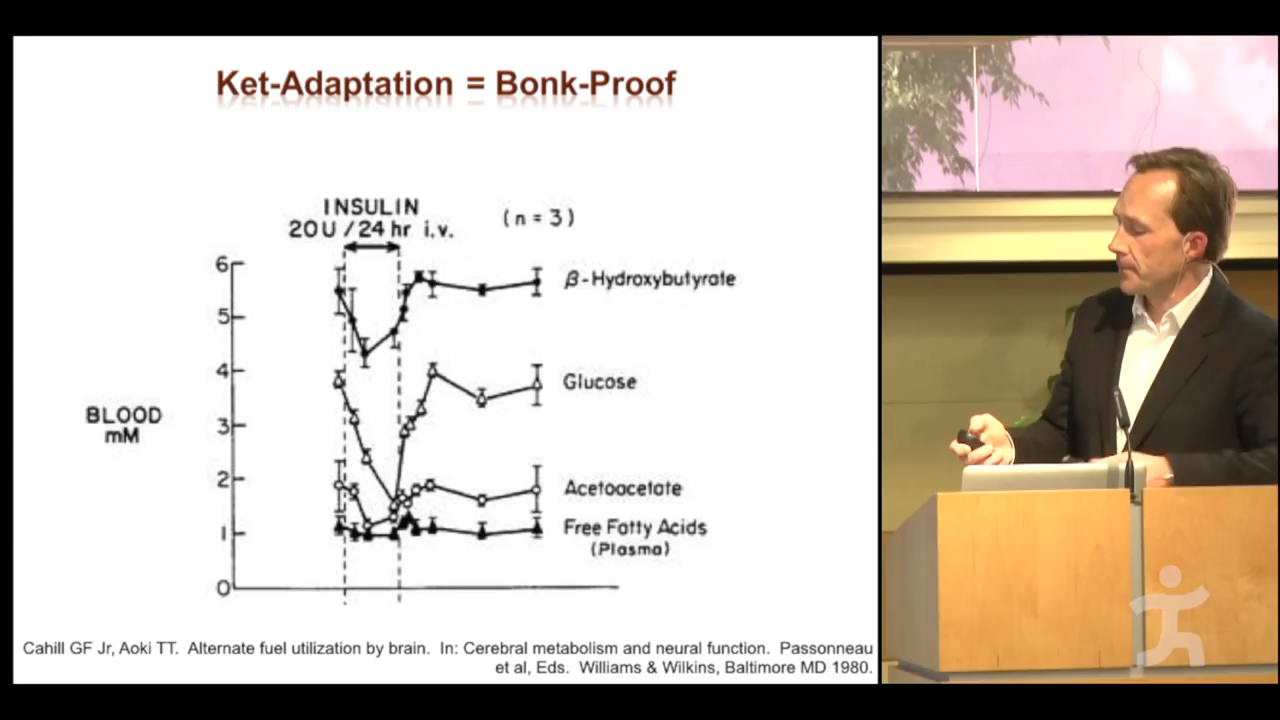 Ket-Adaptation = Bonk-Proof
INSULIN
20U/24 hr i.v.
(n = 3)
6
5
4
3
2
1
0
BLOOD
mM
β-Hydroxybutyrate
Glucose
Acetoacetate
Free Fatty Acids
(Plasma)
Cahill GF Jr, Aoki TT. Alternate fuel utilization by brain. In: Cerebral metabolism and neural function. Passonneau
et al, Eds. Williams & Wilkins, Baltimore MD 1980.